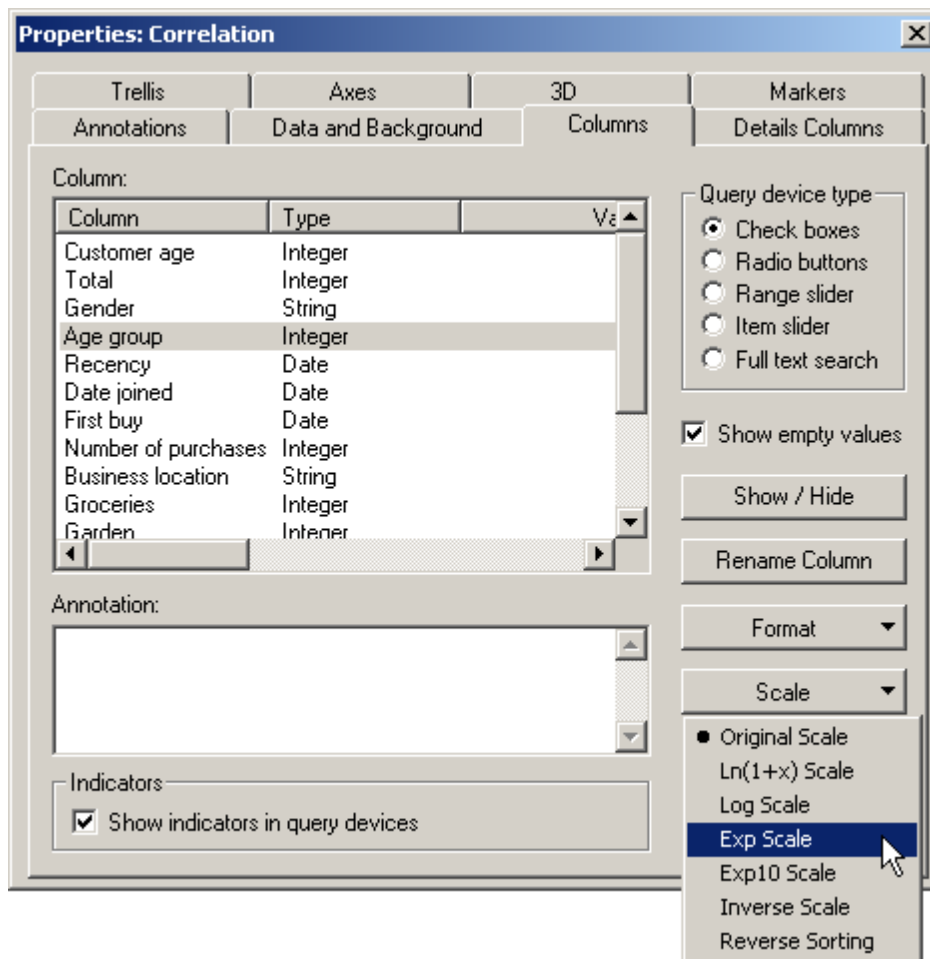 Properties: Correlation
Trellis Axes 3D Markers
Annotations Data and Background Columns Details Columns
Column:
Column Type
Customer age Integer
Total Integer
Gender String
Age group Integer
Recency Date
Date joined Date
First buy Date
Number of purchases Integer
Business location String
Groceries Integer
Garden Integer
Annotation:
Indicators
Show indicators in query devices
Query device type
Check boxes
Radio buttons
Range slider
Item slider
Full text search
Show empty values
Show / Hide
Rename Column
Format
Scale
Original Scale
Ln(1+x) Scale
Log Scale
Exp Scale
Exp10 Scale
Inverse Scale
Reverse Sorting